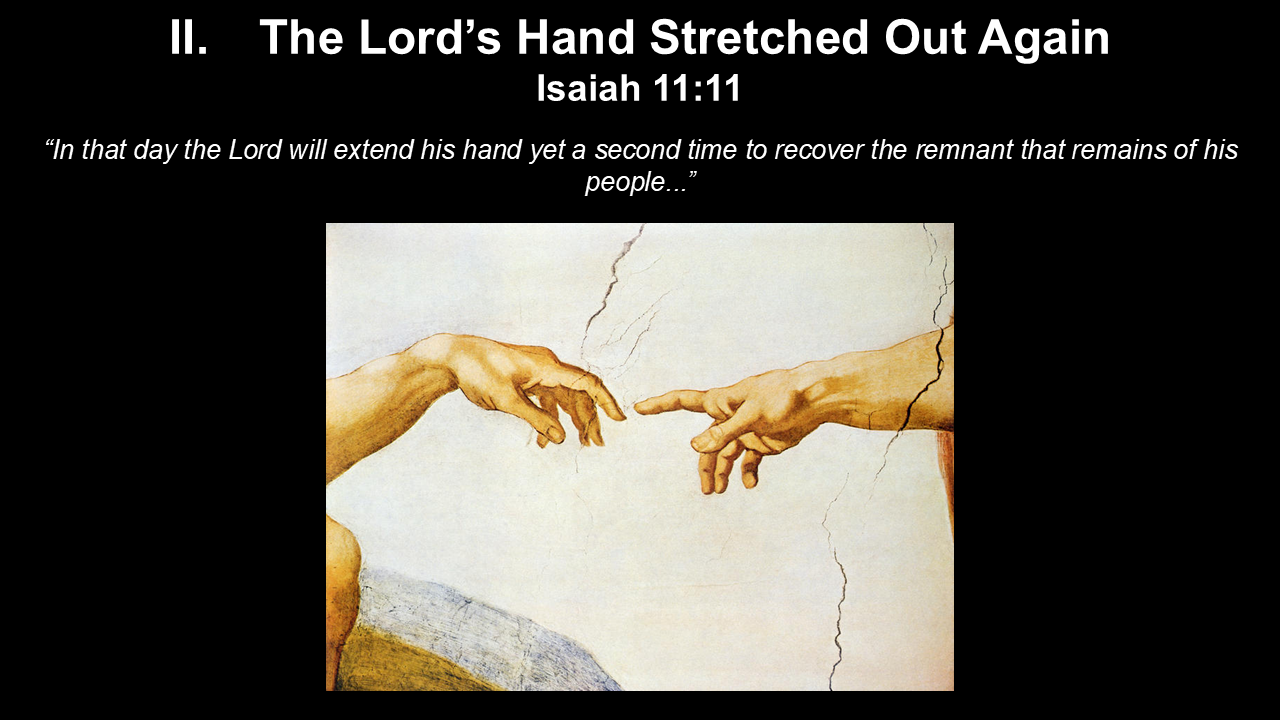 II. The Lord’s Hand Stretched Out Again
Isaiah 11:11
“In that day the Lord will extend his hand yet a second time to recover the remnant that remains of his
people...”